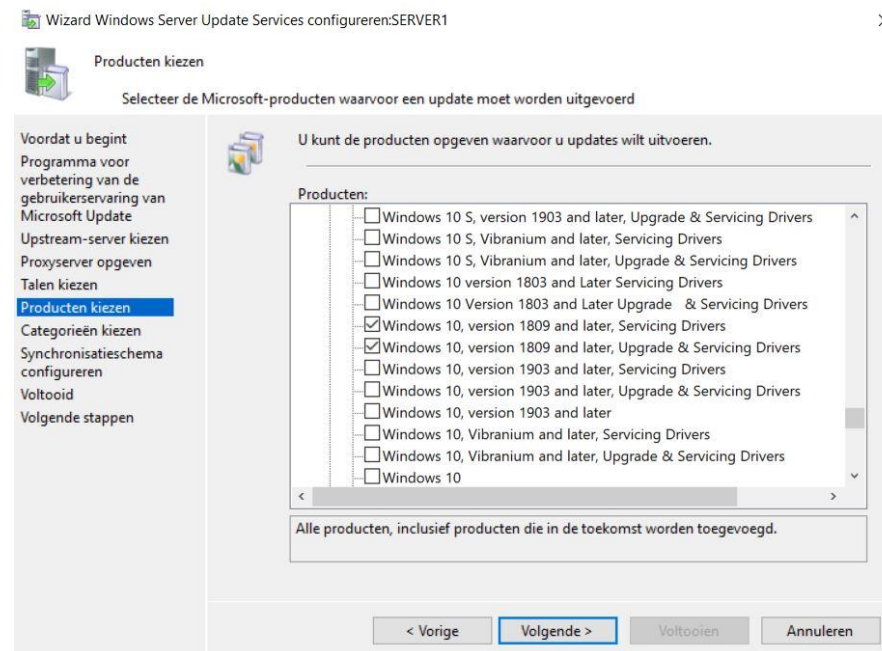 Wizard Windows Server Update Services configureren:SERVER1
Producten kiezen
Selecteer de Microsoft-producten waarvoor een update moet worden uitgevoerd
Voordat u begint
Programma voor
verbetering van de
gebruikerservaring van
Microsoft Update
Upstream-server kiezen
Proxyserver opgeven
Talen kiezen
Producten kiezen
Categorieën kiezen
Synchronisatieschema
configureren
Voltooid
Volgende stappen
U kunt de producten opgeven waarvoor u updates wilt uitvoeren.
Producten:
Windows 10 S, version 1903 and later, Upgrade & Servicing Drivers
Windows 10 S, Vibranium and later, Servicing Drivers
Windows 10 S, Vibranium and later, Upgrade & Servicing Drivers
Windows 10 version 1803 and Later Servicing Drivers
Windows 10 Version 1803 and Later Upgrade & Servicing Drivers
Windows 10, version 1809 and later, Servicing Drivers
Windows 10, version 1809 and later, Upgrade & Servicing Drivers
Windows 10, version 1903 and later, Servicing Drivers
Windows 10, version 1903 and later, Upgrade & Servicing Drivers
Windows 10, version 1903 and later
Windows 10, Vibranium and later, Servicing Drivers
Windows 10, Vibranium and later, Upgrade & Servicing Drivers
Windows 10
Alle producten, inclusief producten die in de toekomst worden toegevoegd.
< Vorige Volgende > Voltooien Annuleren